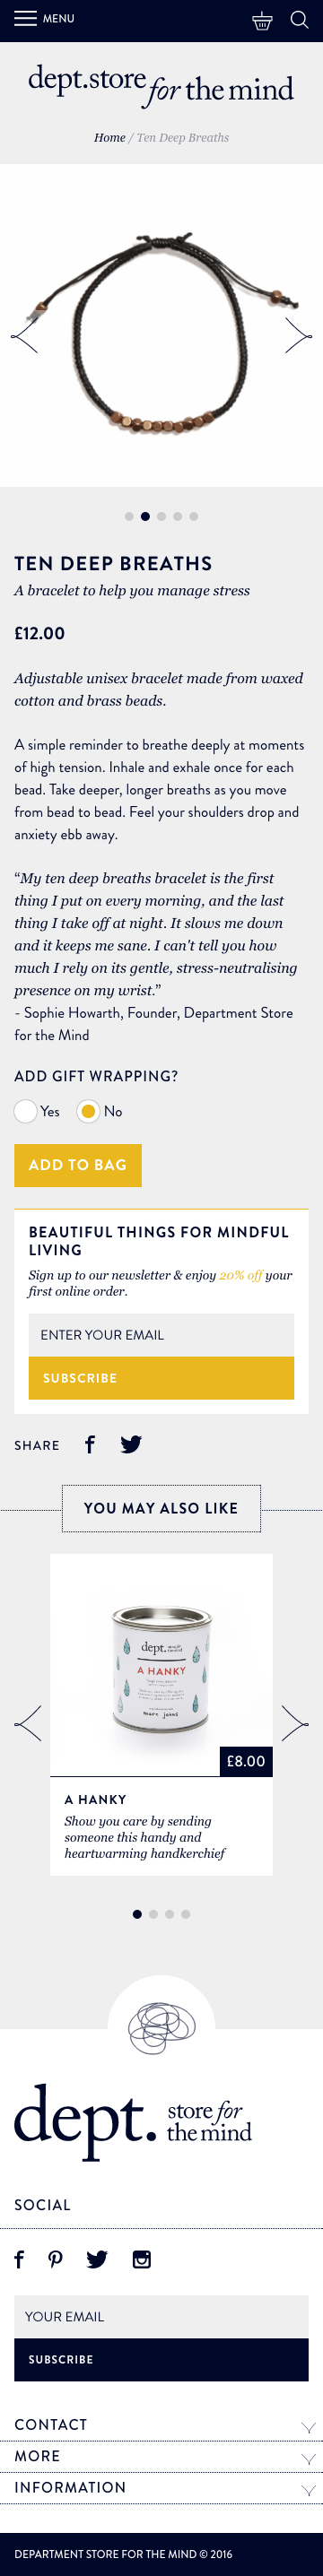 MENU
dept.store for the mind
Home / Ten Deep Breaths
TEN DEEP BREATHS
A bracelet to help you manage stress
£12.00
Adjustable unisex bracelet made from waxed
cotton and brass beads.
A simple reminder to breathe deeply at moments
of high tension. Inhale and exhale once for each
bead. Take deeper, longer breaths as you move
from bead to bead. Feel your shoulders drop and
anxiety ebb away.
“My ten deep breaths bracelet is the first
thing I put on every morning, and the last
thing I take off at night. It slows me down
and it keeps me sane. I can't tell you how
much I rely on its gentle, stress-neutralising
presence on my wrist.”
- Sophie Howarth, Founder, Department Store
for the Mind
ADD GIFT WRAPPING?
Yes No
ADD TO BAG
BEAUTIFUL THINGS FOR MINDFUL
LIVING
Sign up to our newsletter & enjoy 20% off your
first online order.
ENTER YOUR EMAIL
SUBSCRIBE
SHARE
YOU MAY ALSO LIKE
dept. store for the mind
A HANKY
£8.00
A HANKY
Show you care by sending
someone this handy and
heartwarming handkerchief
dept. store for
the mind
SOCIAL
YOUR EMAIL
SUBSCRIBE
CONTACT
MORE
INFORMATION
DEPARTMENT STORE FOR THE MIND © 2016